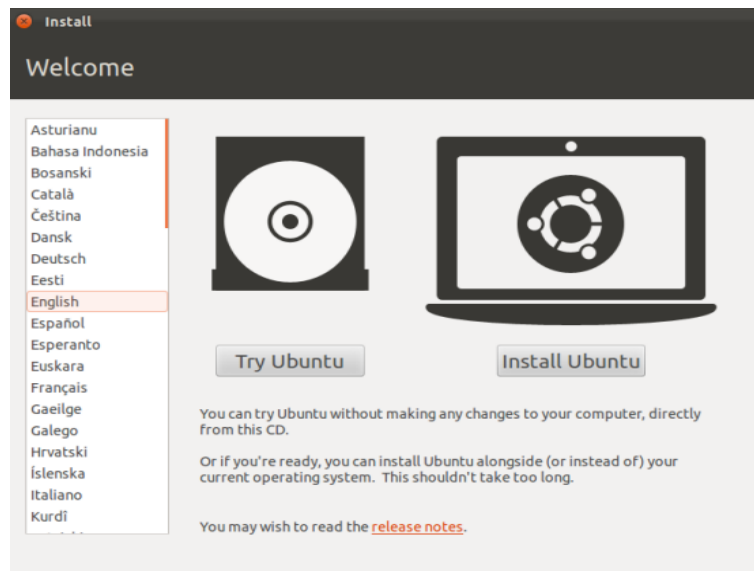 Install
Welcome
Asturianu
Bahasa Indonesia
Bosanski
Català
Čeština
Dansk
Deutsch
Eesti
English
Español
Esperanto
Euskara
Français
Gaeilge
Galego
Hrvatski
Íslenska
Italiano
Kurdî
Try Ubuntu
Install Ubuntu
You can try Ubuntu without making any changes to your computer, directly
from this CD.
Or if you're ready, you can install Ubuntu alongside (or instead of) your
current operating system.  This shouldn't take too long.
You may wish to read the release notes.